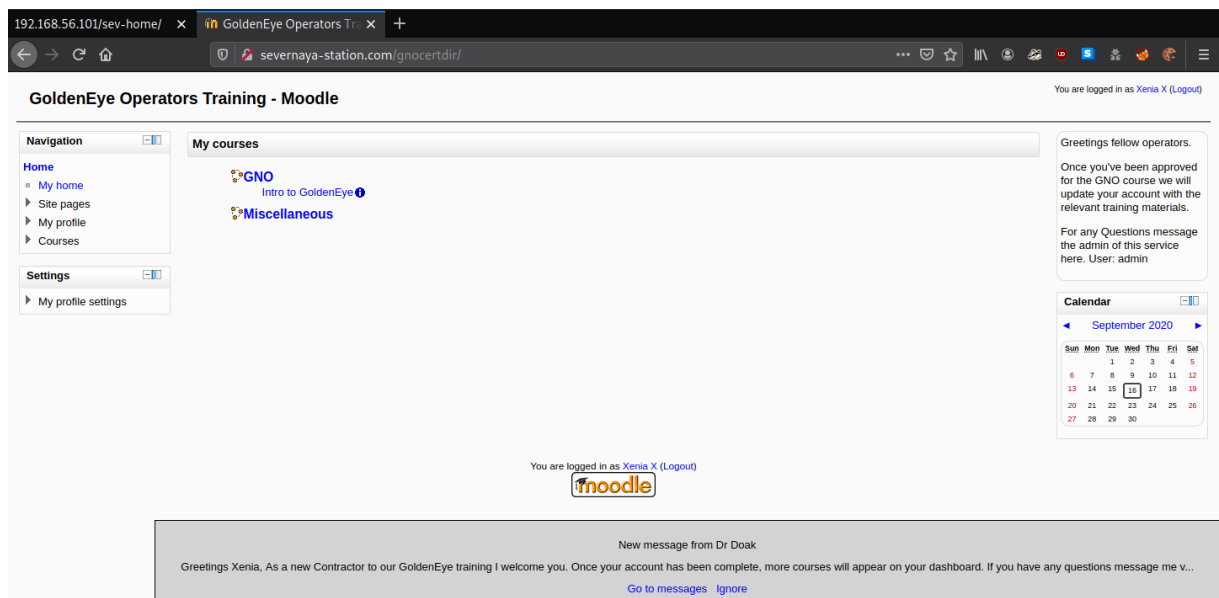 192.168.56.101/sev-home/
GoldenEye Operators Tra
severnaya-station.com/gnocertdir/
GoldenEye Operators Training - Moodle
You are logged in as Xenia X (Logout)
Navigation
Home
My home
Site pages
My profile
Courses
Settings
My profile settings
My courses
GNO
Intro to GoldenEye
Miscellaneous
Greetings fellow operators.
Once you've been approved
for the GNO course we will
update your account with the
relevant training materials.
For any Questions message
the admin of this service
here. User: admin
Calendar
◄ September 2020 ►
Sun Mon Tue Wed Thu Fri Sat
1 2 3 4 5
6 7 8 9 10 11 12
13 14 15 16 17 18 19
20 21 22 23 24 25 26
27 28 29 30
You are logged in as Xenia X (Logout)
moodle
New message from Dr Doak
Greetings Xenia, As a new Contractor to our GoldenEye training I welcome you. Once your account has been complete, more courses will appear on your dashboard. If you have any questions message me v...
Go to messages Ignore